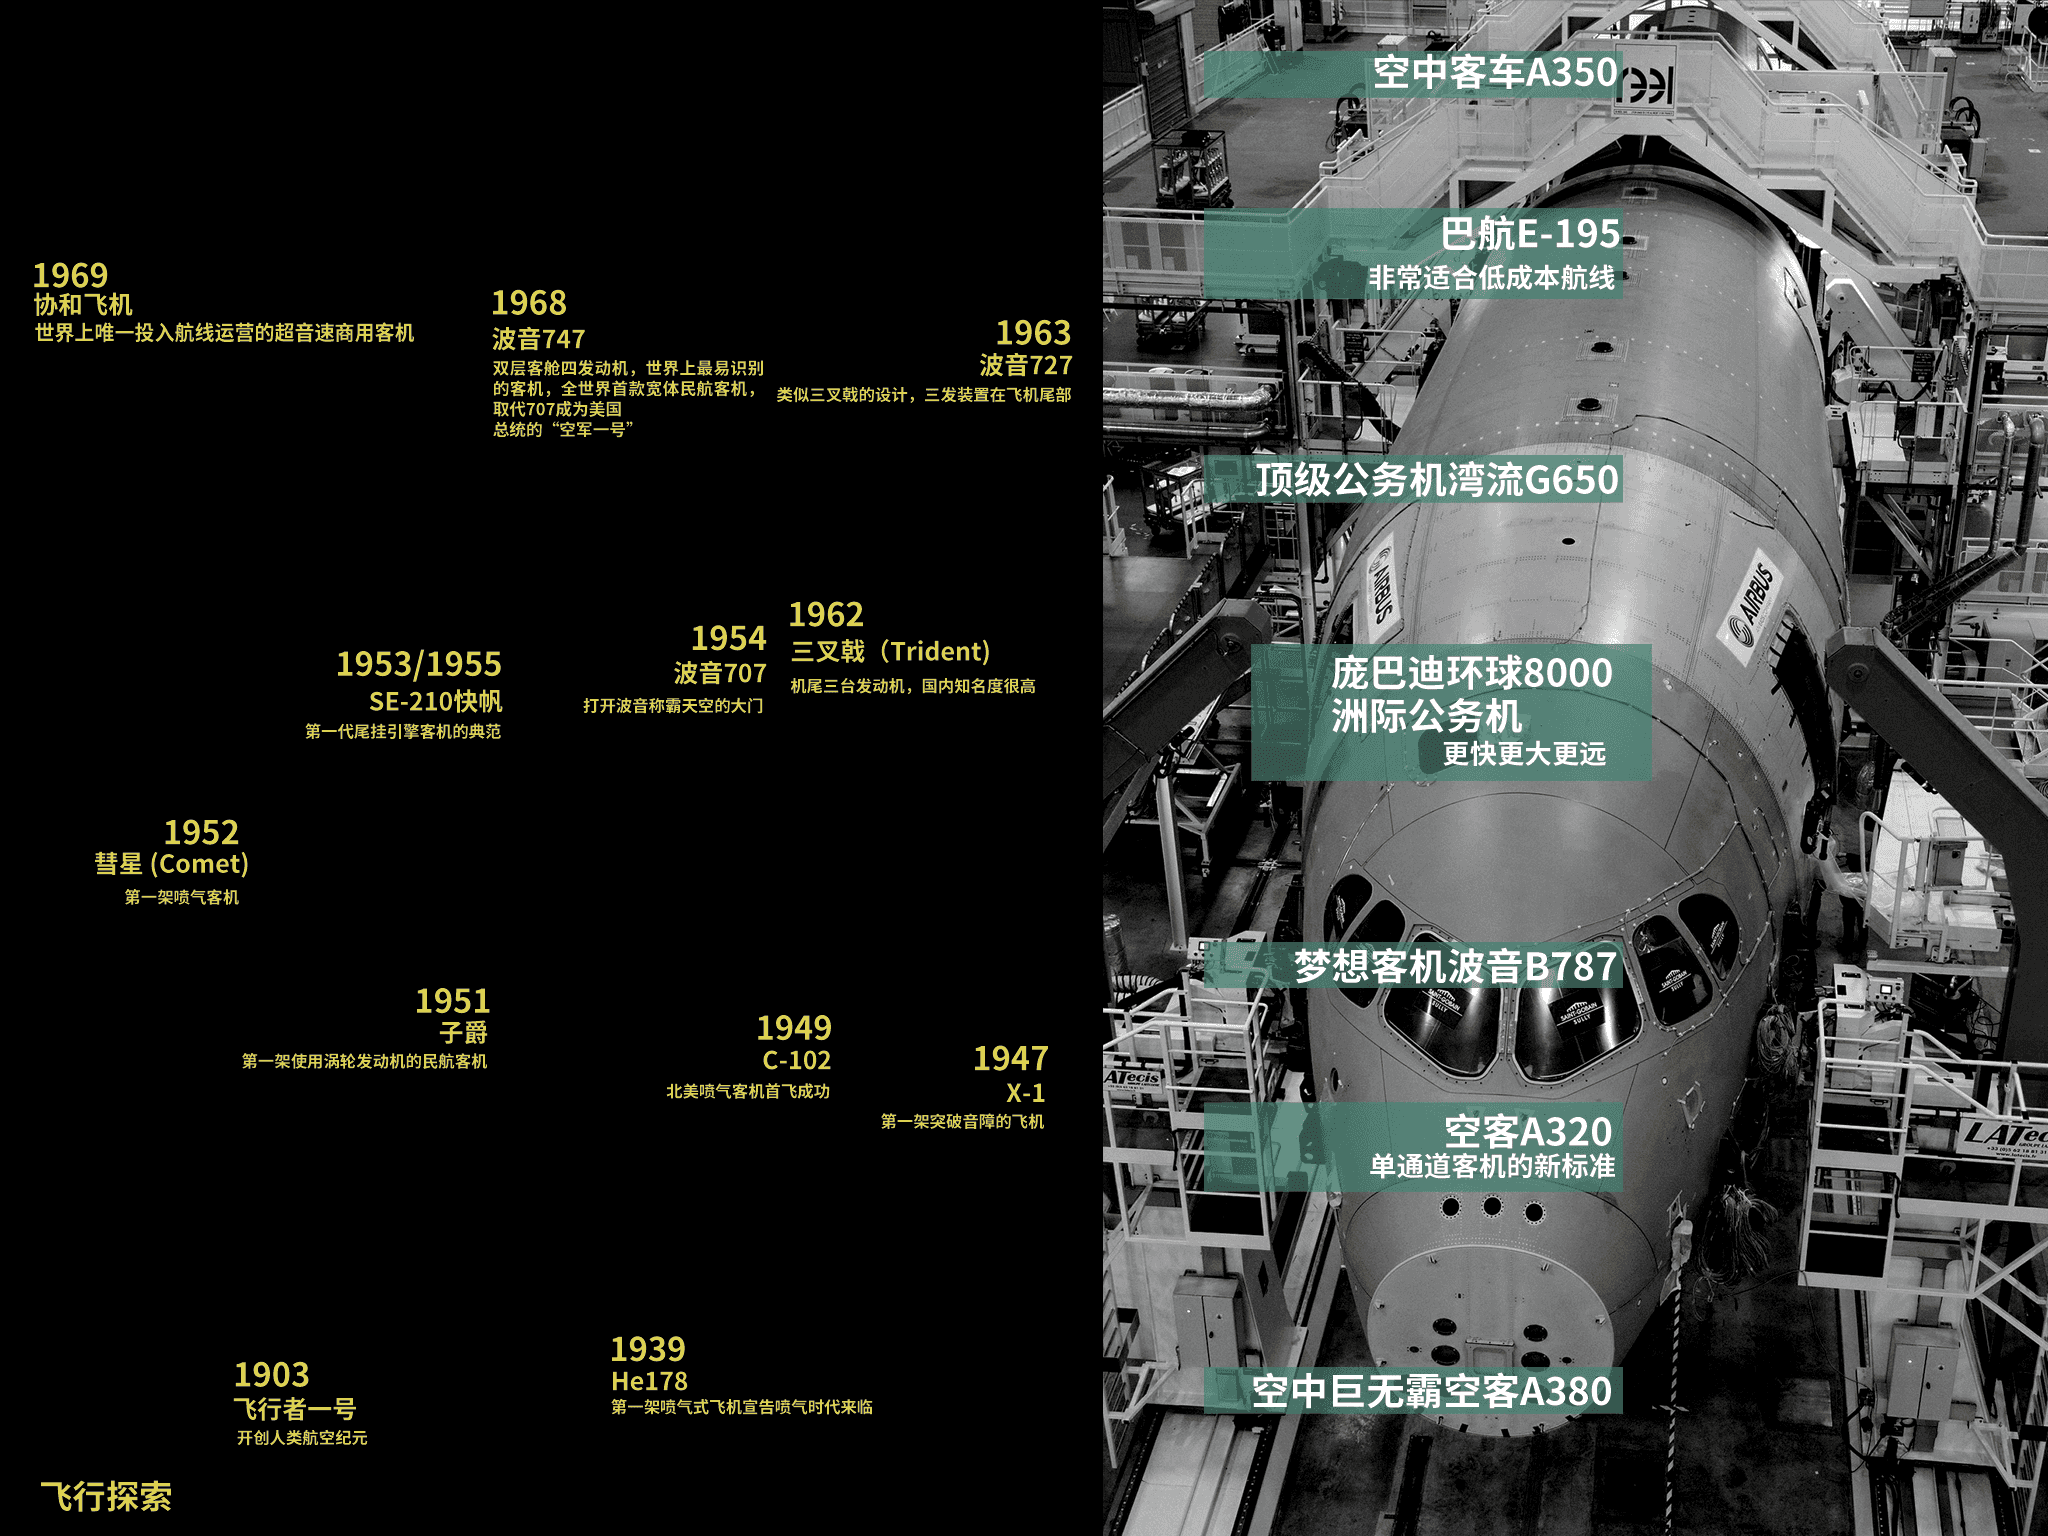 1969
协和飞机
世界上唯一投入航线运营的超音速商用客机
1968
波音747
双层客舱四发动机，世界上最易识别
的客机，全世界首款宽体民航客机，
取代707成为美国
总统的“空军一号”
1963
波音727
类似三叉戟的设计，三发装置在飞机尾部
1953/1955
SE-210快帆
第一代尾挂引擎客机的典范
1954
波音707
打开波音称霸天空的大门
1962
三叉戟（Trident)
机尾三台发动机，国内知名度很高
1952
彗星 (Comet)
第一架喷气客机
1951
子爵
第一架使用涡轮发动机的民航客机
1949
C-102
北美喷气客机首飞成功
1947
X-1
第一架突破音障的飞机
1903
飞行者一号
开创人类航空纪元
1939
He178
第一架喷气式飞机宣告喷气时代来临
飞行探索
空中客车A350
巴航E-195
非常适合低成本航线
顶级公务机湾流G650
AIRBUS
AIRBUS
庞巴迪环球8000
洲际公务机
更快更大更远
梦想客机波音B787
SAINT-GOBAIN
SULLY
SAINT-GOBAIN
SULLY
ATecis
空客A320
单通道客机的新标准
LATec
空中巨无霸空客A380